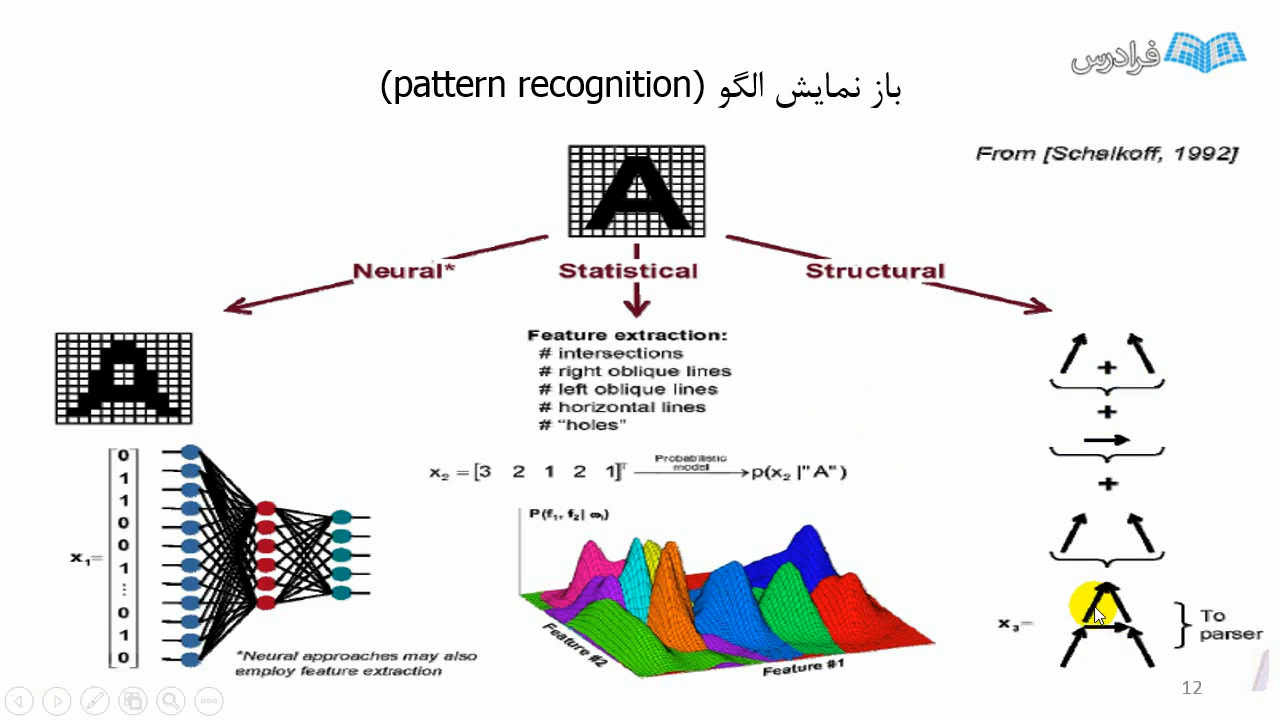 فرادرس
باز نمایش الگو (pattern recognition)
From [Schalkoff, 1992]
A
Neural*
Statistical
Structural
Feature extraction:
# intersections
# right oblique lines
# left oblique lines
# horizontal lines
# "holes"
A
x₂ = [3 2 1 2 1]ᵀ
Probabilistic
model
p(x₂ |"A")
x₁=
0
1
1
0
0
1
⋮
0
1
0
*Neural approaches may also
employ feature extraction
P(f₁, f₂| ωᵢ)
Feature #2
Feature #1
+
+
+
x₃=
To
parser
12